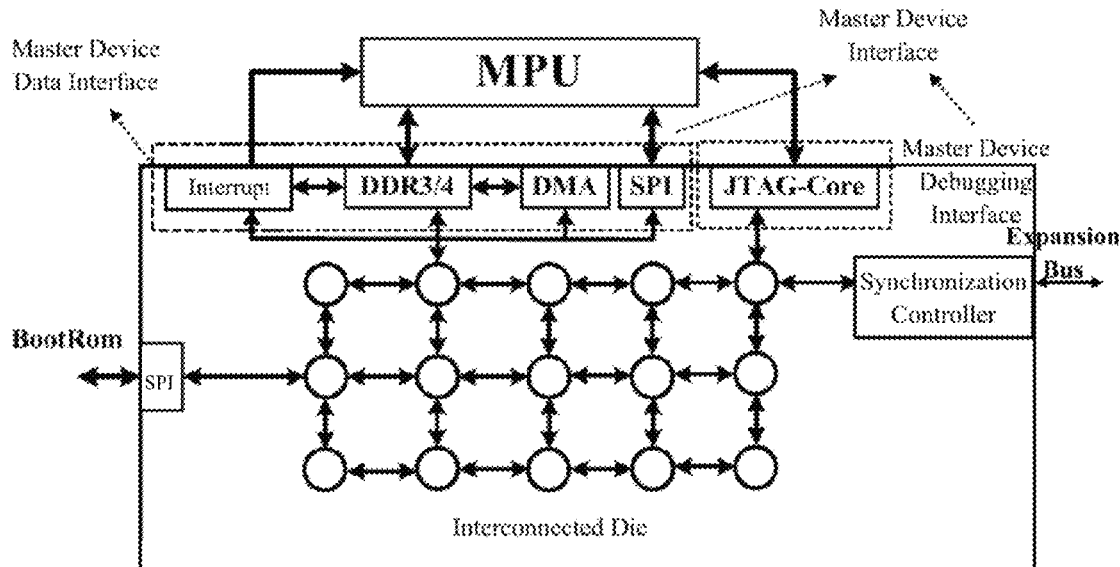 Master Device
Data Interface
MPU
Master Device
Interface
Interrupt
DDR3/4
DMA
SPI
JTAG-Core
Master Device
Debugging
Interface
Expansion
Bus
Synchronization
Controller
BootRom
SPI
Interconnected Die